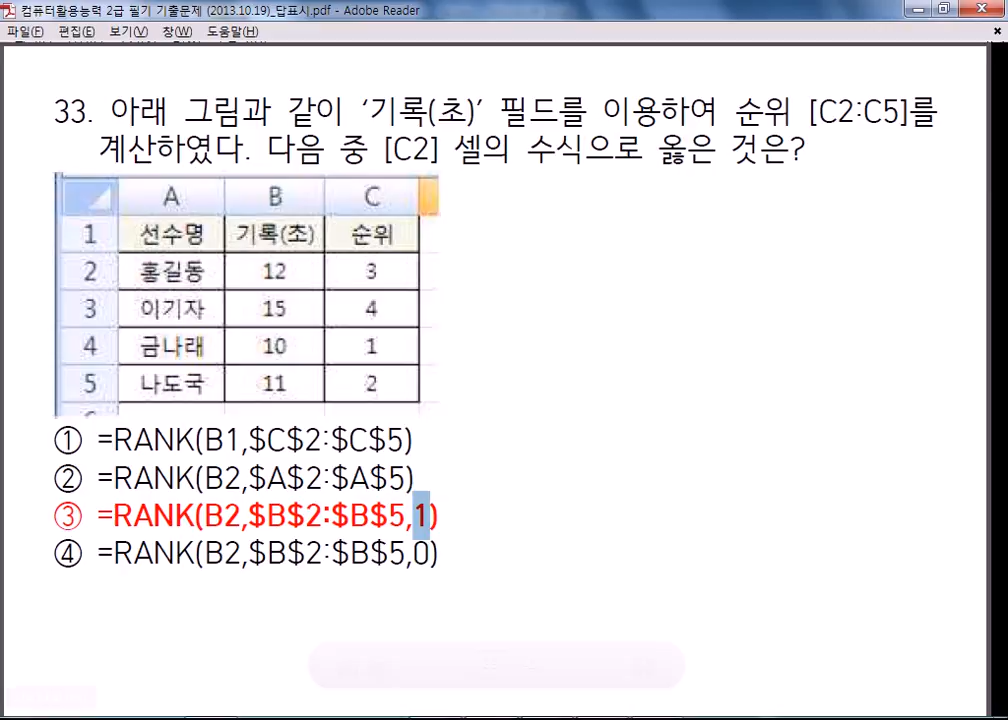 컴퓨터활용능력 2급 필기 기출문제 (2013.10.19)_답표시.pdf - Adobe Reader
파일(F) 편집(E) 보기(V) 창(W) 도움말(H)
33. 아래 그림과 같이 ‘기록(초)’ 필드를 이용하여 순위 [C2:C5]를
계산하였다. 다음 중 [C2] 셀의 수식으로 옳은 것은?
A B C
1 선수명 기록(초) 순위
2 홍길동 12 3
3 이기자 15 4
4 금나래 10 1
5 나도국 11 2
① =RANK(B1,$C$2:$C$5)
② =RANK(B2,$A$2:$A$5)
③ =RANK(B2,$B$2:$B$5,1)
④ =RANK(B2,$B$2:$B$5,0)